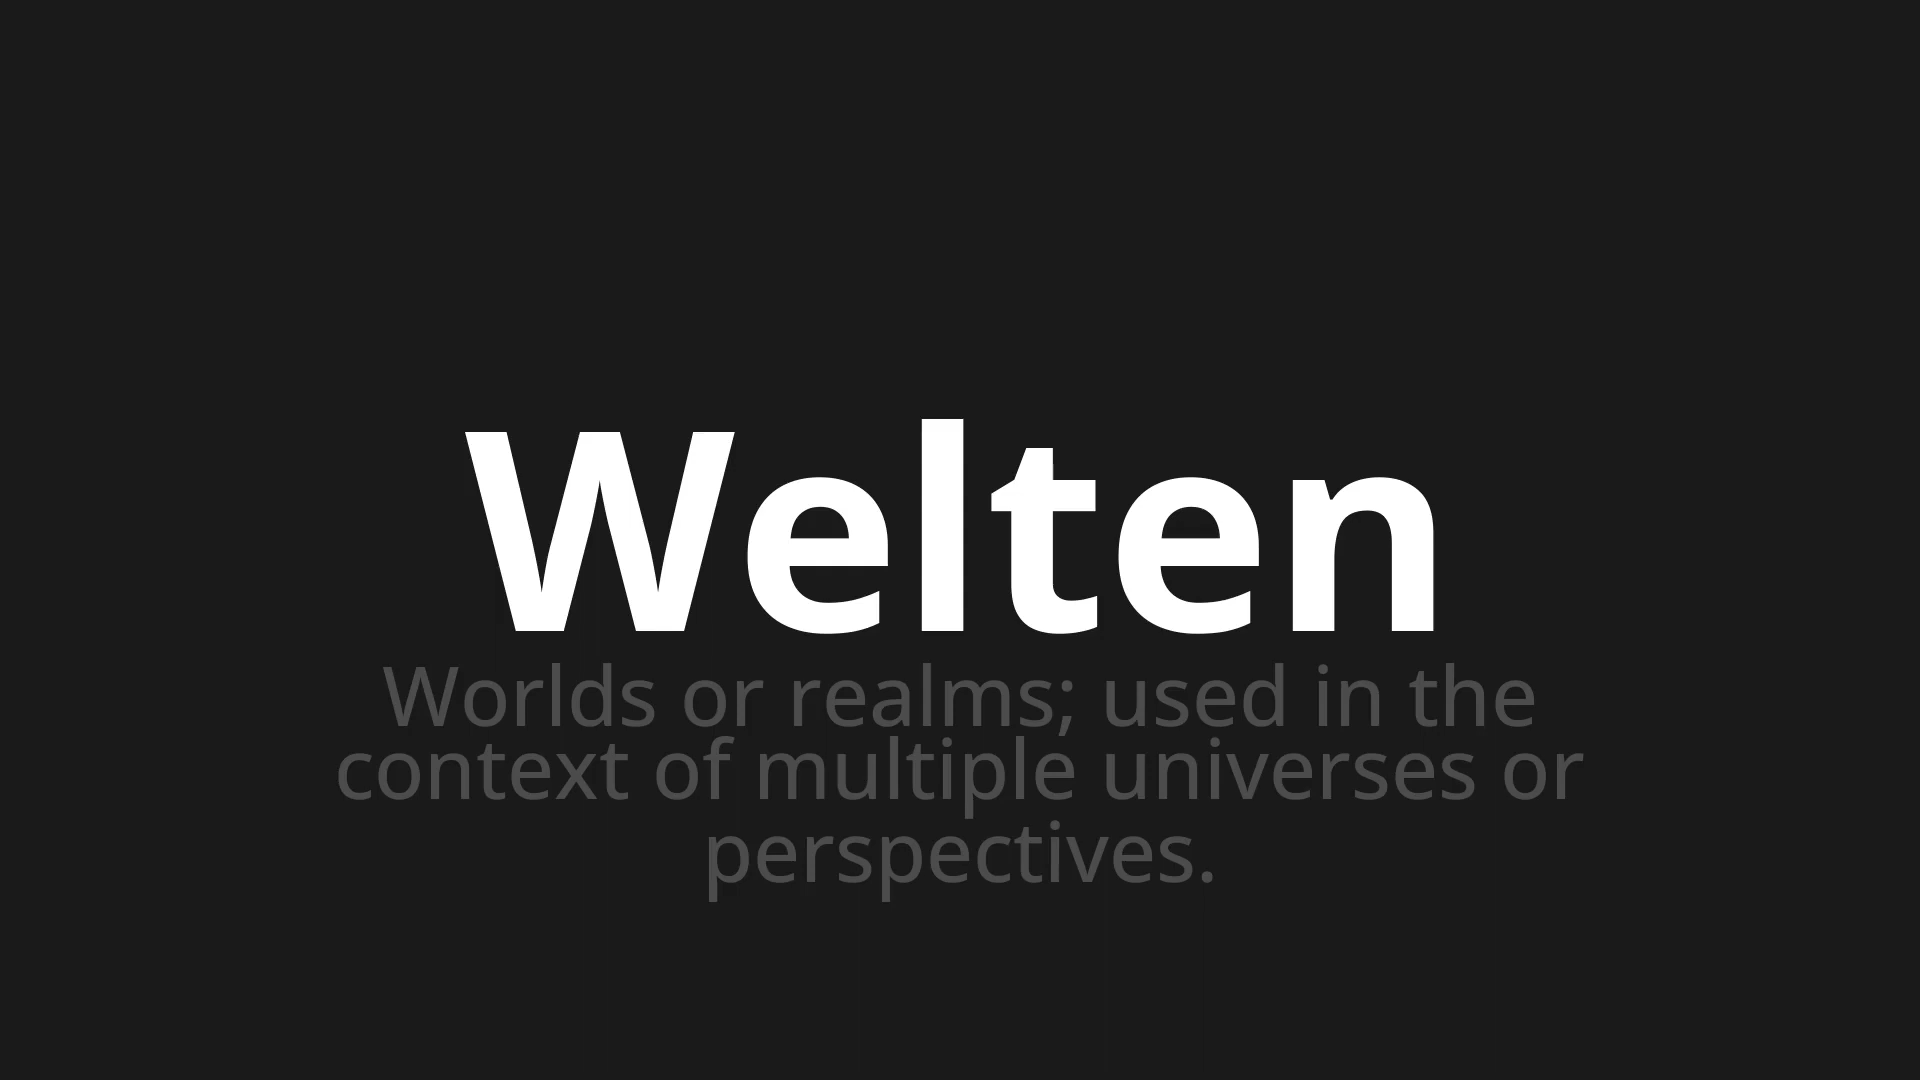 Welten
Worlds or realms; used in the
context of multiple universes or
perspectives.